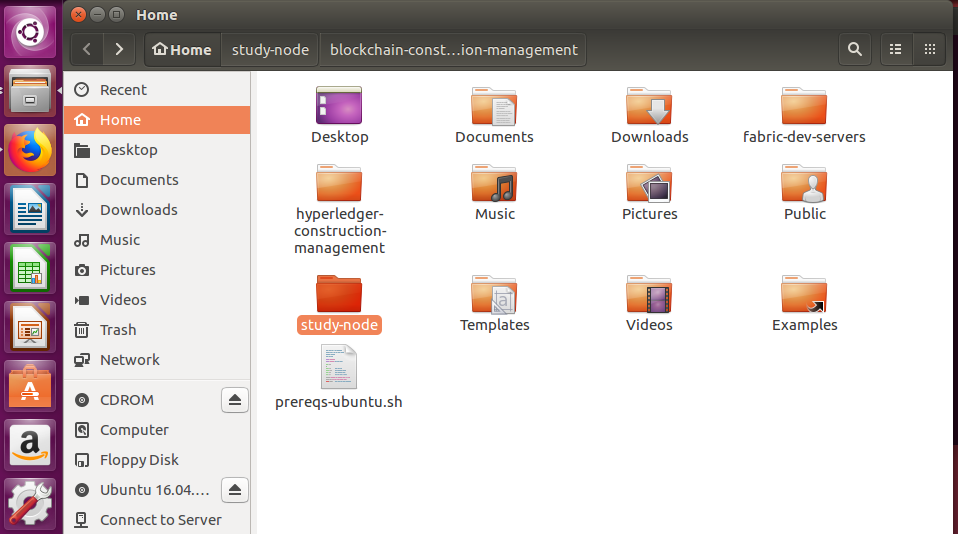 Home
Home
study-node
blockchain-const...ion-management
Recent
Home
Desktop
Documents
Downloads
Music
Pictures
Videos
Trash
Network
CDROM
Computer
Floppy Disk
Ubuntu 16.04....
Connect to Server
Desktop
Documents
Downloads
fabric-dev-servers
hyperledger-
construction-
management
Music
Pictures
Public
study-node
Templates
Videos
Examples
prereqs-ubuntu.sh